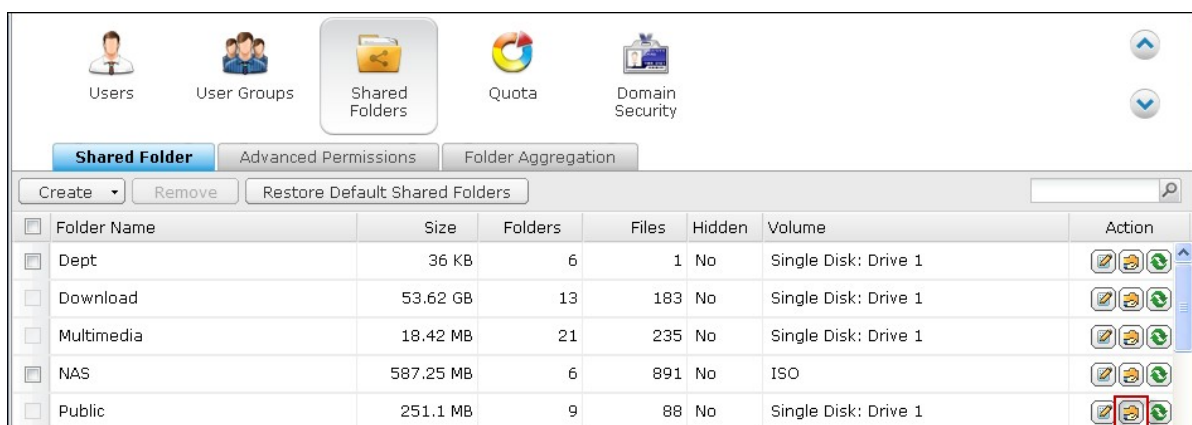 Users User Groups Shared Folders Quota Domain Security
Shared Folder Advanced Permissions Folder Aggregation
Create Remove Restore Default Shared Folders
Folder Name Size Folders Files Hidden Volume Action
Dept 36 KB 6 1 No Single Disk: Drive 1
Download 53.62 GB 13 183 No Single Disk: Drive 1
Multimedia 18.42 MB 21 235 No Single Disk: Drive 1
NAS 587.25 MB 6 891 No ISO
Public 251.1 MB 9 88 No Single Disk: Drive 1